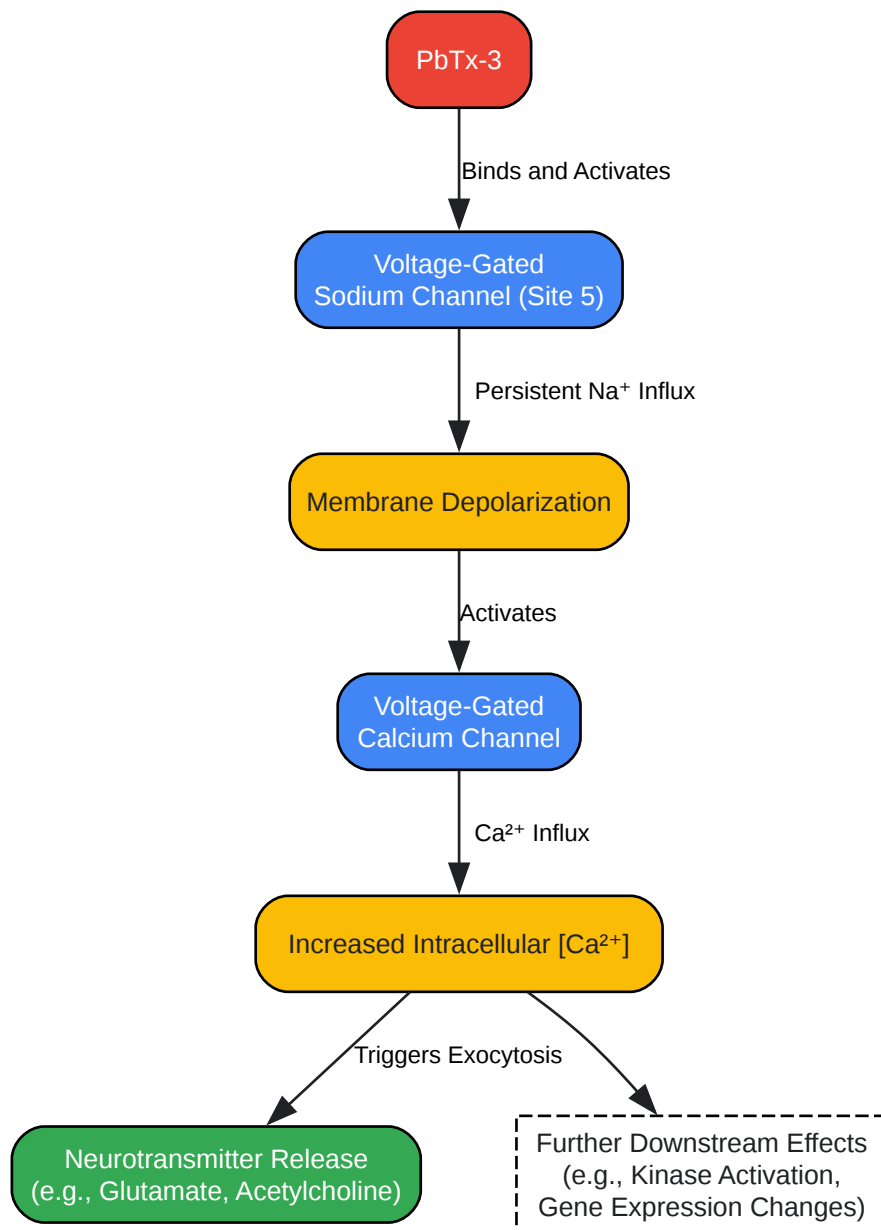 PbTx-3
Binds and Activates
Voltage-Gated
Sodium Channel (Site 5)
Persistent Na⁺ Influx
Membrane Depolarization
Activates
Voltage-Gated
Calcium Channel
Ca²⁺ Influx
Increased Intracellular [Ca²⁺]
Triggers Exocytosis
Neurotransmitter Release
(e.g., Glutamate, Acetylcholine)
Further Downstream Effects
(e.g., Kinase Activation,
Gene Expression Changes)